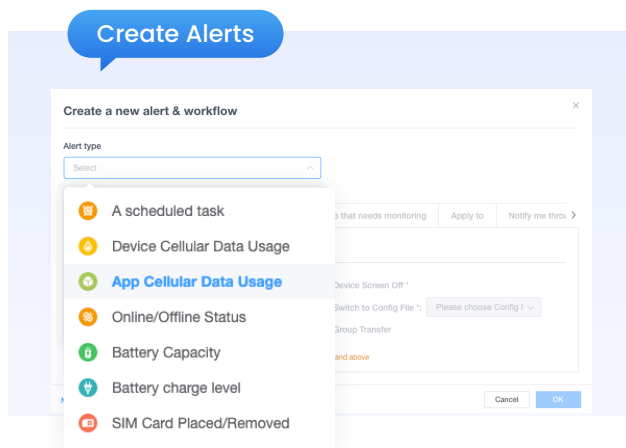 Create Alerts
Create a new alert & workflow
Alert type
Select
A scheduled task
Device Cellular Data Usage
App Cellular Data Usage
Online/Offline Status
Battery Capacity
Battery charge level
SIM Card Placed/Removed
that needs monitoring
Apply to
Notify me
Device Screen Off *
Switch to Config File *:
Please choose Config
Group Transfer
and above
Cancel
OK